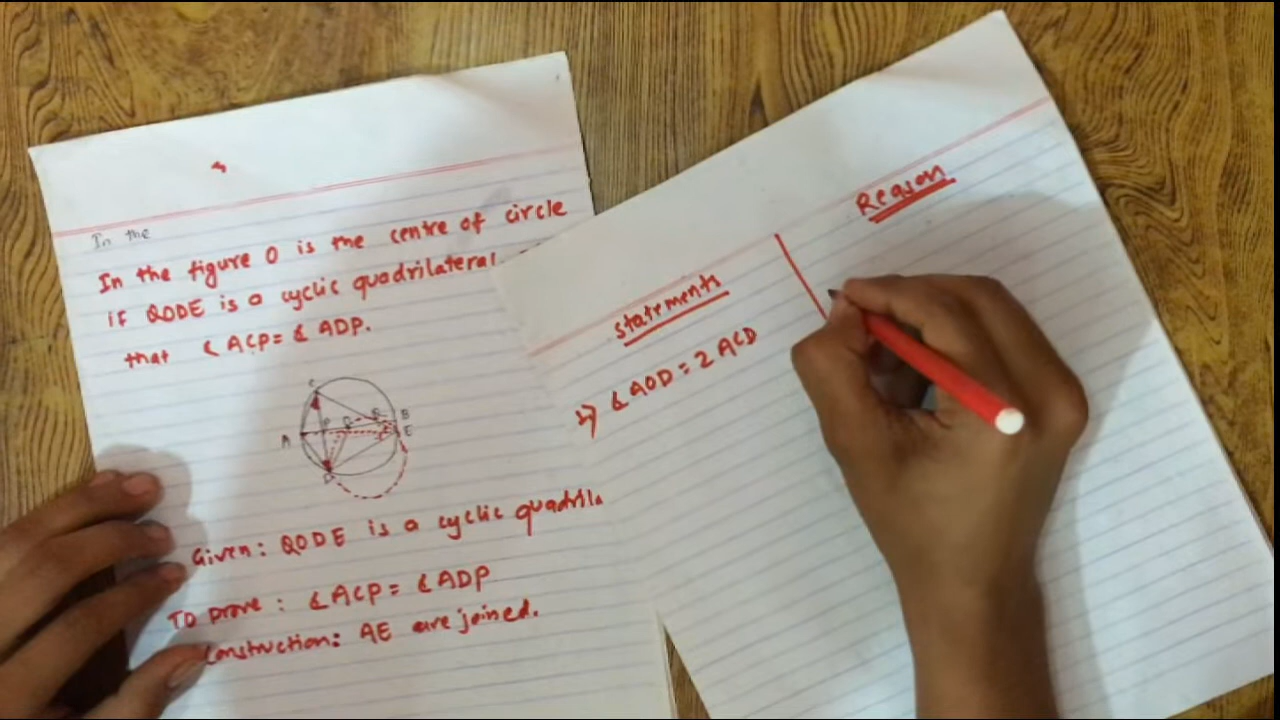 In the
In the figure O is the centre of circle
if QODE is a cyclic quadrilateral
that ∠ ACP = ∠ ADP.
C
A
P
O
Q
B
E
D
Given: QODE is a cyclic quadrila
To prove: ∠ACP = ∠ADP
Construction: AE are joined.
Reason
statements
1) ∠AOD = 2 ACD